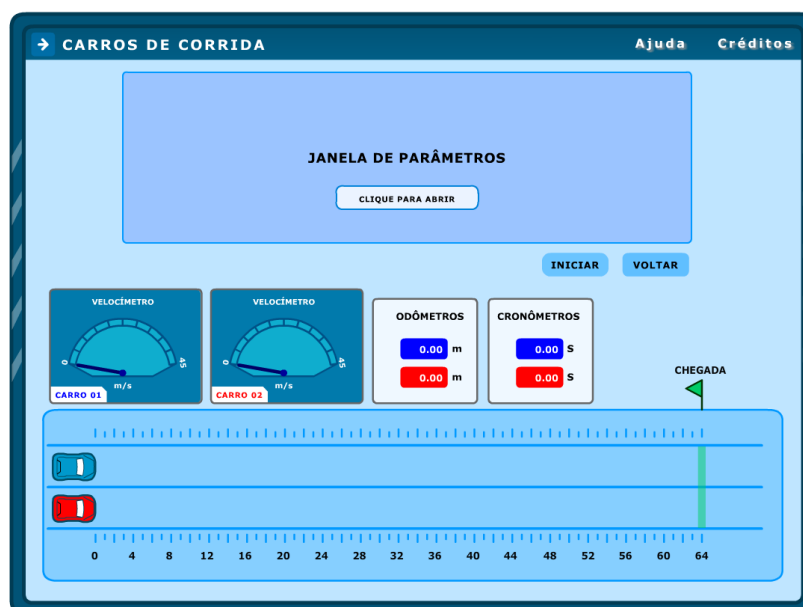 CARROS DE CORRIDA
Ajuda Créditos
JANELA DE PARÂMETROS
CLIQUE PARA ABRIR
INICIAR VOLTAR
VELOCÍMETRO
0 45
m/s
CARRO 01
VELOCÍMETRO
0 45
m/s
CARRO 02
ODÔMETROS
0.00 m
0.00 m
CRONÔMETROS
0.00 S
0.00 S
CHEGADA
0 4 8 12 16 20 24 28 32 36 40 44 48 52 56 60 64